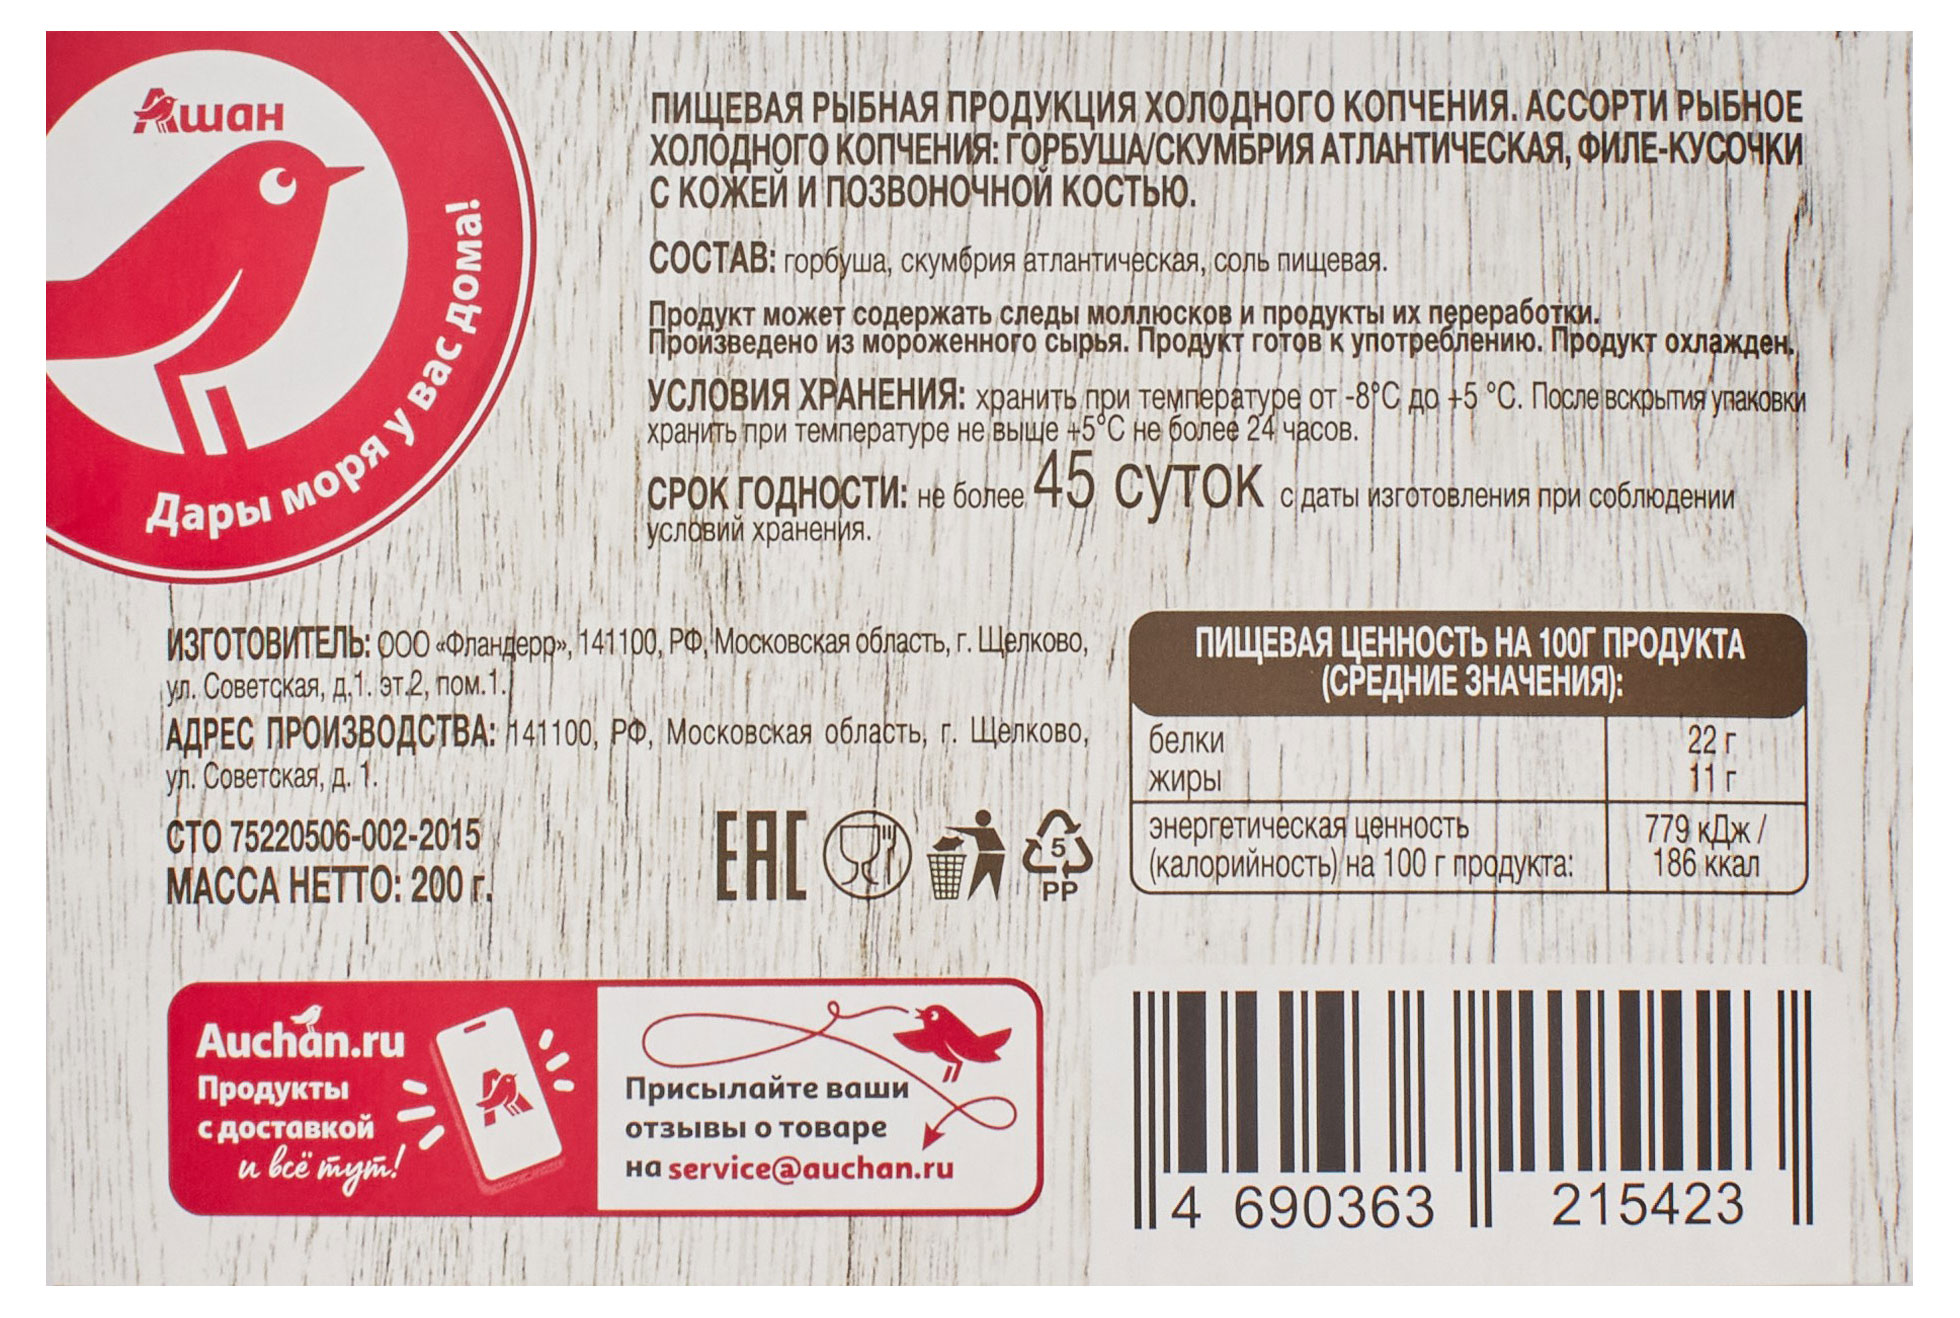 Ашан
Дары моря у вас дома!
ПИЩЕВАЯ РЫБНАЯ ПРОДУКЦИЯ ХОЛОДНОГО КОПЧЕНИЯ. АССОРТИ РЫБНОЕ
ХОЛОДНОГО КОПЧЕНИЯ: ГОРБУША/СКУМБРИЯ АТЛАНТИЧЕСКАЯ, ФИЛЕ-КУСОЧКИ
С КОЖЕЙ И ПОЗВОНОЧНОЙ КОСТЬЮ.
СОСТАВ: горбуша, скумбрия атлантическая, соль пищевая.
Продукт может содержать следы моллюсков и продукты их переработки.
Произведено из мороженного сырья. Продукт готов к употреблению. Продукт охлажден.
УСЛОВИЯ ХРАНЕНИЯ: хранить при температуре от -8°С до +5 °С. После вскрытия упаковки
хранить при температуре не выше +5°С не более 24 часов.
СРОК ГОДНОСТИ: не более 45 суток с даты изготовления при соблюдении
условий хранения.
ИЗГОТОВИТЕЛЬ: ООО «Фландерр», 141100, РФ, Московская область, г. Щелково,
ул. Советская, д.1. эт.2, пом.1.
АДРЕС ПРОИЗВОДСТВА: 141100, РФ, Московская область, г. Щелково,
ул. Советская, д. 1.
СТО 75220506-002-2015
МАССА НЕТТО: 200 г.
ЕАС
5
PP
ПИЩЕВАЯ ЦЕННОСТЬ НА 100Г ПРОДУКТА
(СРЕДНИЕ ЗНАЧЕНИЯ):
белки 22 г
жиры 11 г
энергетическая ценность 779 кДж /
(калорийность) на 100 г продукта: 186 ккал
Auchan.ru
Продукты
с доставкой
и всё тут!
Присылайте ваши
отзывы о товаре
на service@auchan.ru
4 690363 215423